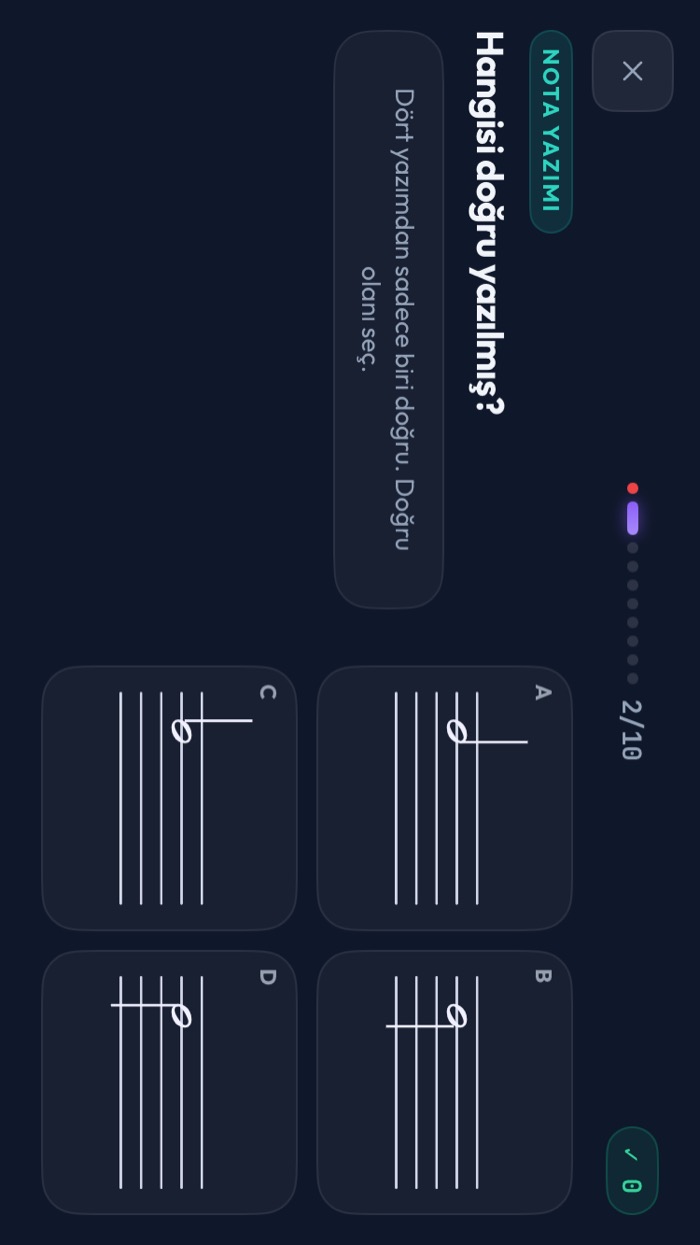 2/10
✓ 0
NOTA YAZIMI
Hangisi doğru yazılmış?
Dört yazımdan sadece biri doğru. Doğru
olanı seç.
A
B
C
D